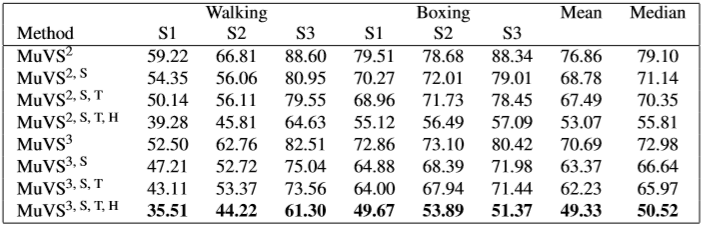 Walking Boxing Mean Median
Method S1 S2 S3 S1 S2 S3
MuVS2 59.22 66.81 88.60 79.51 78.68 88.34 76.86 79.10
MuVS2, S 54.35 56.06 80.95 70.27 72.01 79.01 68.78 71.14
MuVS2, S, T 50.14 56.11 79.55 68.96 71.73 78.45 67.49 70.35
MuVS2, S, T, H 39.28 45.81 64.63 55.12 56.49 57.09 53.07 55.81
MuVS3 52.50 62.76 82.51 72.86 73.10 80.42 70.69 72.98
MuVS3, S 47.21 52.72 75.04 64.88 68.39 71.98 63.37 66.64
MuVS3, S, T 43.11 53.37 73.56 64.00 67.94 71.44 62.23 65.97
MuVS3, S, T, H 35.51 44.22 61.30 49.67 53.89 51.37 49.33 50.52